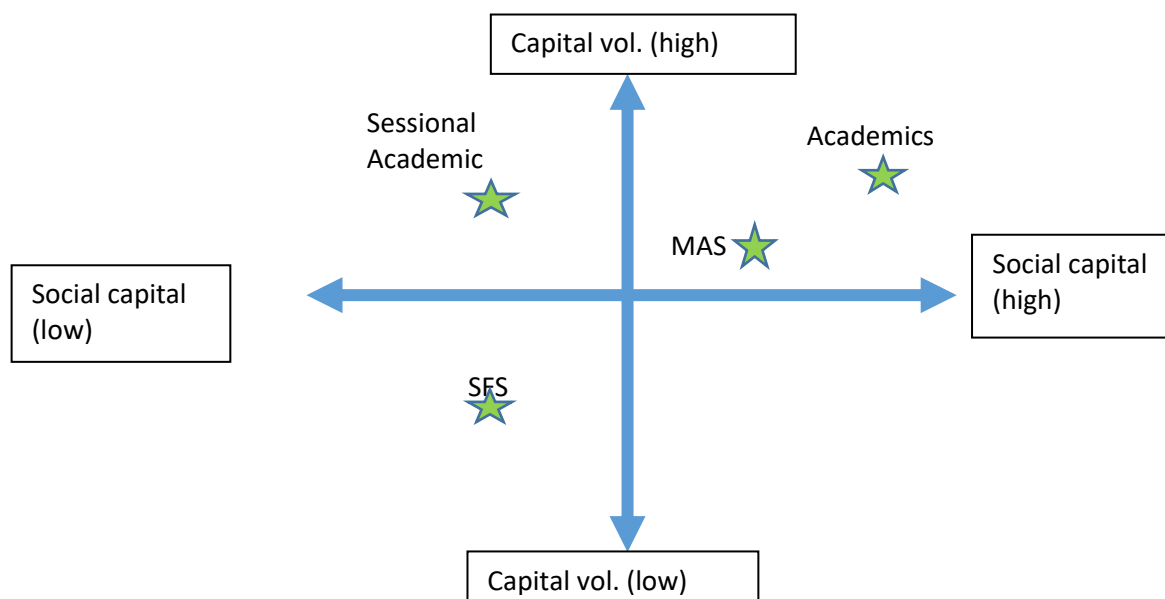 Capital vol. (high)
Sessional
Academic
Academics
MAS
Social capital
(high)
Social capital
(low)
SFS
Capital vol. (low)